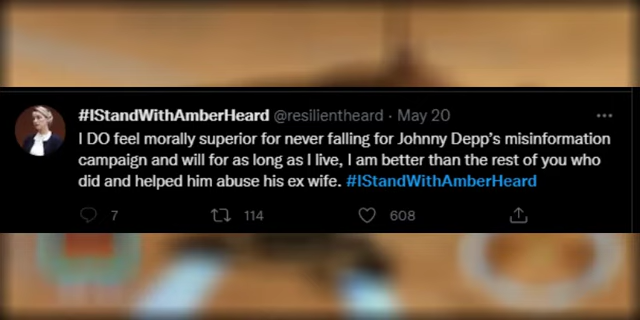 #IStandWithAmberHeard @resilientheard · May 20
I DO feel morally superior for never falling for Johnny Depp's misinformation
campaign and will for as long as I live, I am better than the rest of you who
did and helped him abuse his ex wife. #IStandWithAmberHeard
7 114 608